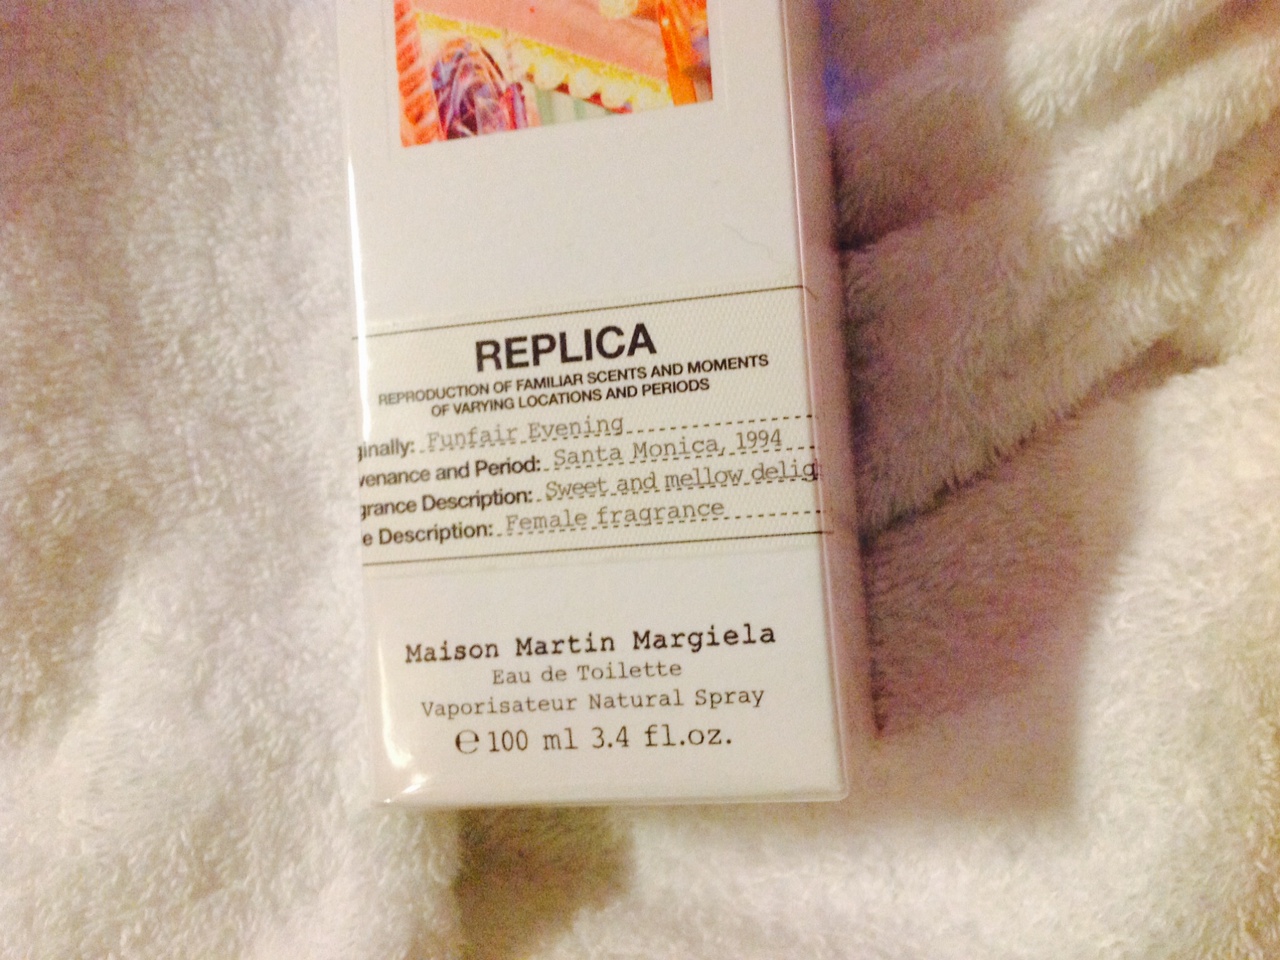 REPLICA
REPRODUCTION OF FAMILIAR SCENTS AND MOMENTS
OF VARYING LOCATIONS AND PERIODS
ginally: Funfair Evening
venance and Period: Santa Monica, 1994
grance Description: Sweet and mellow delig
e Description: Female fragrance
Maison Martin Margiela
Eau de Toilette
Vaporisateur Natural Spray
℮ 100 ml 3.4 fl.oz.